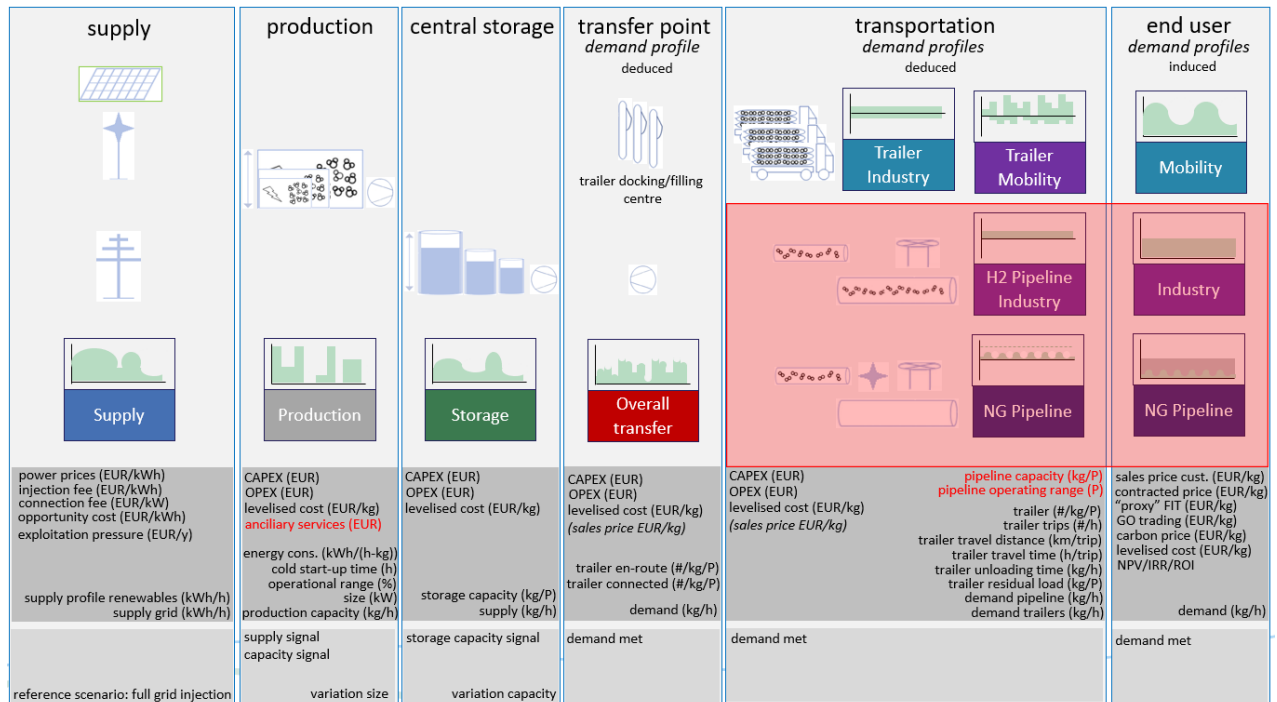 supply
production
central storage
transfer point
demand profile
deduced
transportation
demand profiles
deduced
end user
demand profiles
induced
trailer docking/filling
centre
Trailer
Industry
Trailer
Mobility
Mobility
H2 Pipeline
Industry
Industry
Supply
Production
Storage
Overall
transfer
NG Pipeline
NG Pipeline
power prices (EUR/kWh)
injection fee (EUR/kWh)
connection fee (EUR/kW)
opportunity cost (EUR/kWh)
exploitation pressure (EUR/y)
supply profile renewables (kWh/h)
supply grid (kWh/h)
CAPEX (EUR)
OPEX (EUR)
levelised cost (EUR/kg)
anciliary services (EUR)
energy cons. (kWh/(h-kg))
cold start-up time (h)
operational range (%)
size (kW)
production capacity (kg/h)
CAPEX (EUR)
OPEX (EUR)
levelised cost (EUR/kg)
storage capacity (kg/P)
supply (kg/h)
CAPEX (EUR)
OPEX (EUR)
levelised cost (EUR/kg)
(sales price EUR/kg)
trailer en-route (#/kg/P)
trailer connected (#/kg/P)
demand (kg/h)
CAPEX (EUR)
OPEX (EUR)
levelised cost (EUR/kg)
(sales price EUR/kg)
pipeline capacity (kg/P)
pipeline operating range (P)
trailer (#/kg/P)
trailer trips (#/h)
trailer travel distance (km/trip)
trailer travel time (h/trip)
trailer unloading time (kg/h)
trailer residual load (kg/P)
demand pipeline (kg/h)
demand trailers (kg/h)
sales price cust. (EUR/kg)
contracted price (EUR/kg)
"proxy" FIT (EUR/kg)
GO trading (EUR/kg)
carbon price (EUR/kg)
levelised cost (EUR/kg)
NPV/IRR/ROI
demand (kg/h)
reference scenario: full grid injection
supply signal
capacity signal
variation size
storage capacity signal
variation capacity
demand met
demand met
demand met